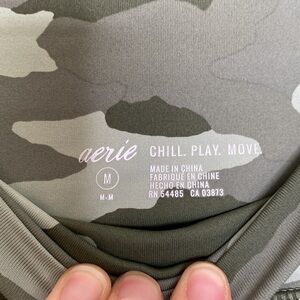 aerie CHILL. PLAY. MOVE.
M
M-M
MADE IN CHINA
FABRIQUÉ EN CHINE
HECHO EN CHINA
RN 54485 CA 03873